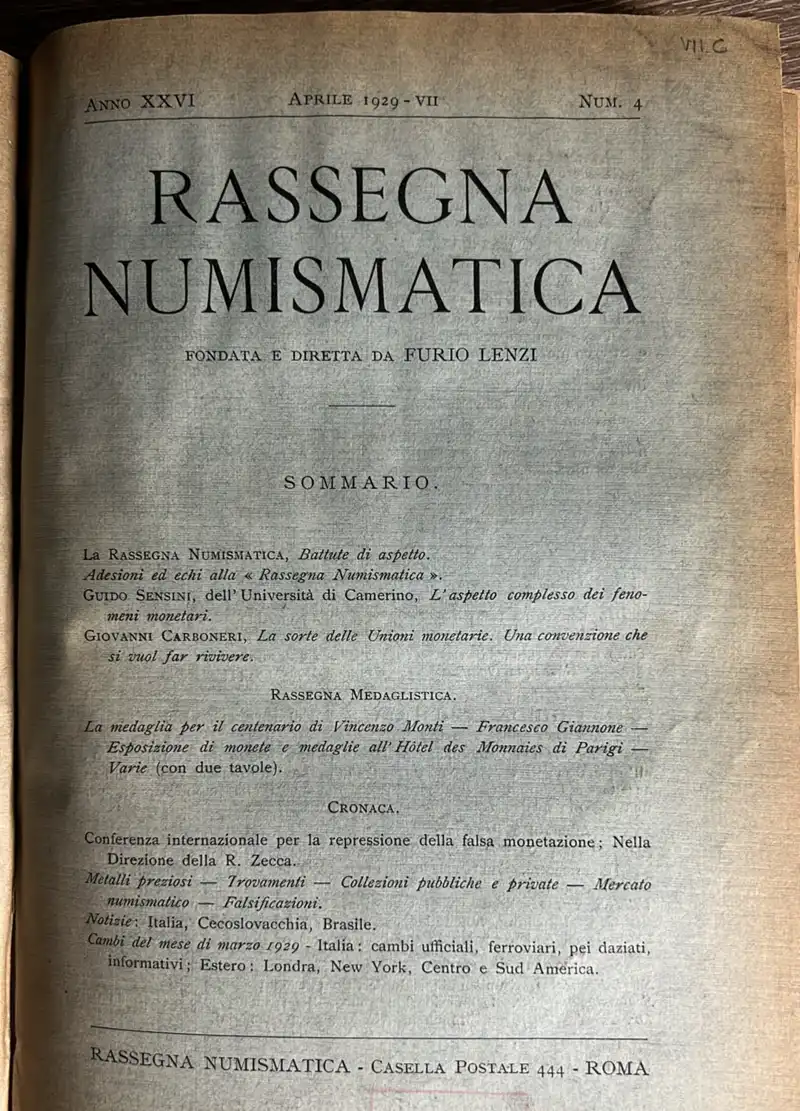 VII.C
Anno XXVI Aprile 1929 - VII Num. 4
RASSEGNA
NUMISMATICA
FONDATA E DIRETTA DA FURIO LENZI
SOMMARIO.
La Rassegna Numismatica, Battute di aspetto.
Adesioni ed echi alla « Rassegna Numismatica ».
Guido Sensini, dell'Università di Camerino, L'aspetto complesso dei feno-
meni monetari.
Giovanni Carboneri, La sorte delle Unioni monetarie. Una convenzione che
si vuol far rivivere.
Rassegna Medaglistica.
La medaglia per il centenario di Vincenzo Monti — Francesco Giannone —
Esposizione di monete e medaglie all'Hôtel des Monnaies di Parigi —
Varie (con due tavole).
Cronaca.
Conferenza internazionale per la repressione della falsa monetazione; Nella
Direzione della R. Zecca.
Metalli preziosi — Trovamenti — Collezioni pubbliche e private — Mercato
numismatico — Falsificazioni.
Notizie: Italia, Cecoslovacchia, Brasile.
Cambi del mese di marzo 1929 - Italia: cambi ufficiali, ferroviari, pei daziati,
informativi; Estero: Londra, New York, Centro e Sud America.
RASSEGNA NUMISMATICA - Casella Postale 444 - ROMA